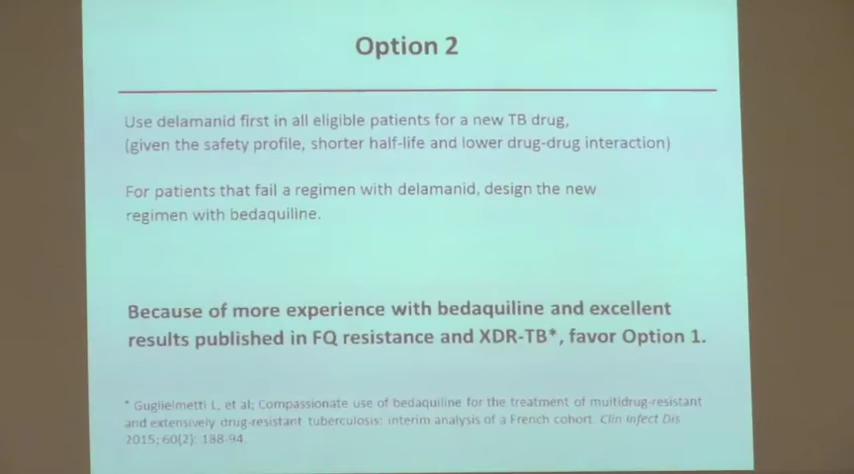 Option 2
Use delamanid first in all eligible patients for a new TB drug,
(given the safety profile, shorter half-life and lower drug-drug interaction)
For patients that fail a regimen with delamanid, design the new
regimen with bedaquiline.
Because of more experience with bedaquiline and excellent
results published in FQ resistance and XDR-TB*, favor Option 1.
* Guglielmetti L, et al; Compassionate use of bedaquiline for the treatment of multidrug-resistant
and extensively drug-resistant tuberculosis: interim analysis of a French cohort. Clin Infect Dis
2015; 60(2): 188-94.